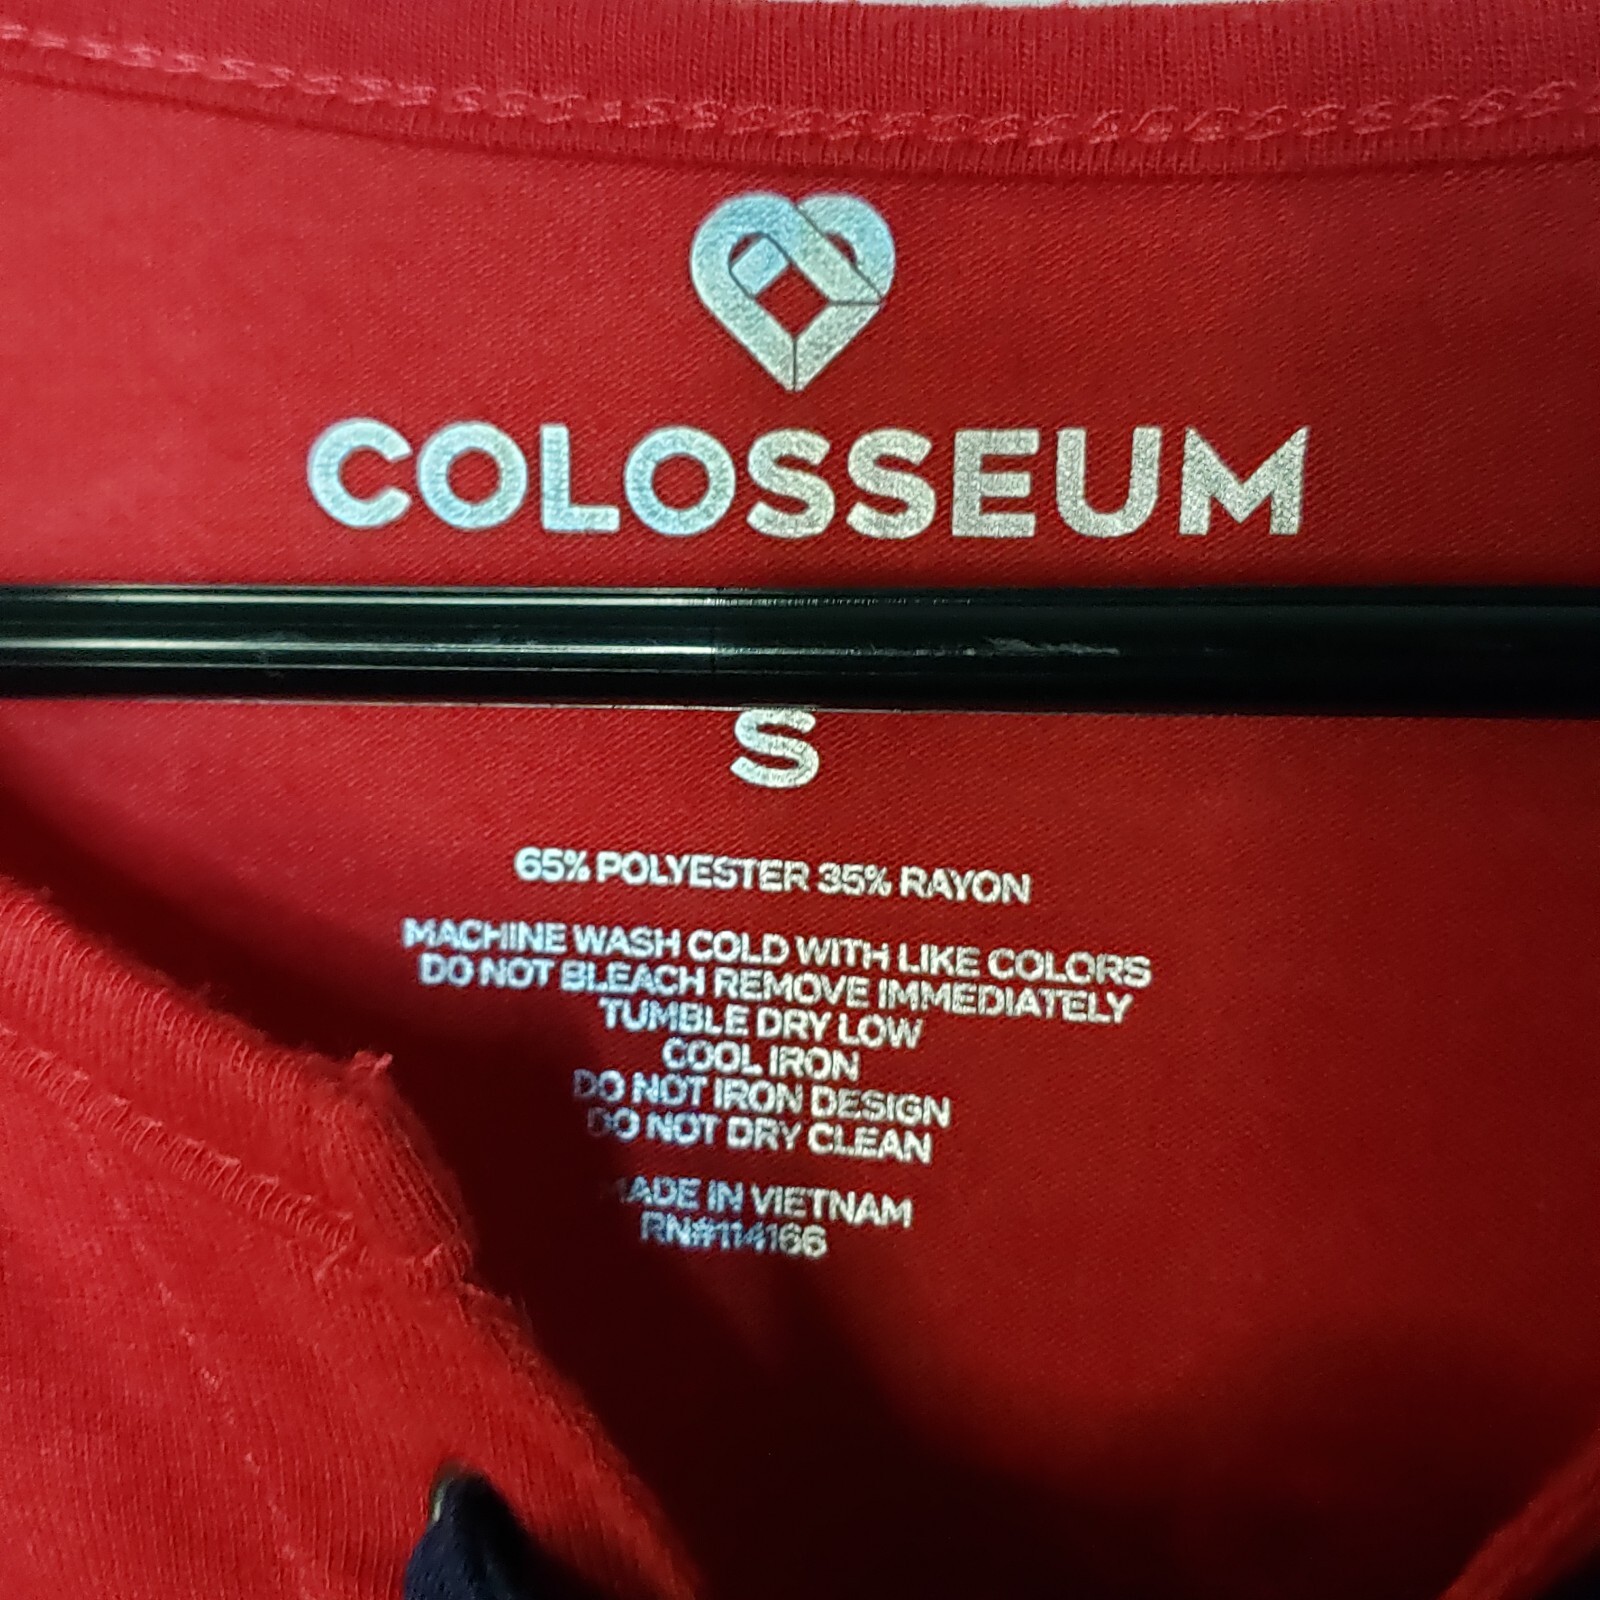 COLOSSEUM
S
65% POLYESTER 35% RAYON
MACHINE WASH COLD WITH LIKE COLORS
DO NOT BLEACH REMOVE IMMEDIATELY
TUMBLE DRY LOW
COOL IRON
DO NOT IRON DESIGN
DO NOT DRY CLEAN
MADE IN VIETNAM
RN#114166